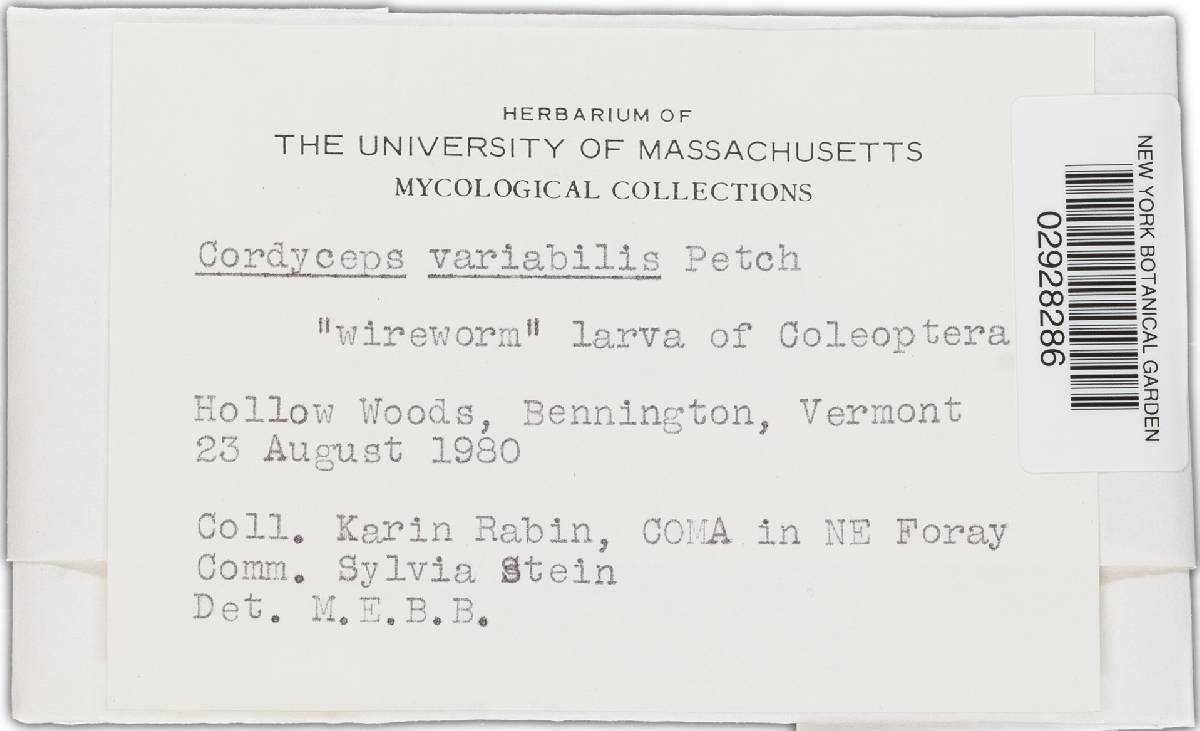 HERBARIUM OF
THE UNIVERSITY OF MASSACHUSETTS
MYCOLOGICAL COLLECTIONS
Cordyceps variabilis Petch
"wireworm" larva of Coleoptera
Hollow Woods, Bennington, Vermont
23 August 1980
Coll. Karin Rabin, COMA in NE Foray
Comm. Sylvia Stein
Det. M.E.B.B.
NEW YORK BOTANICAL GARDEN
02928286